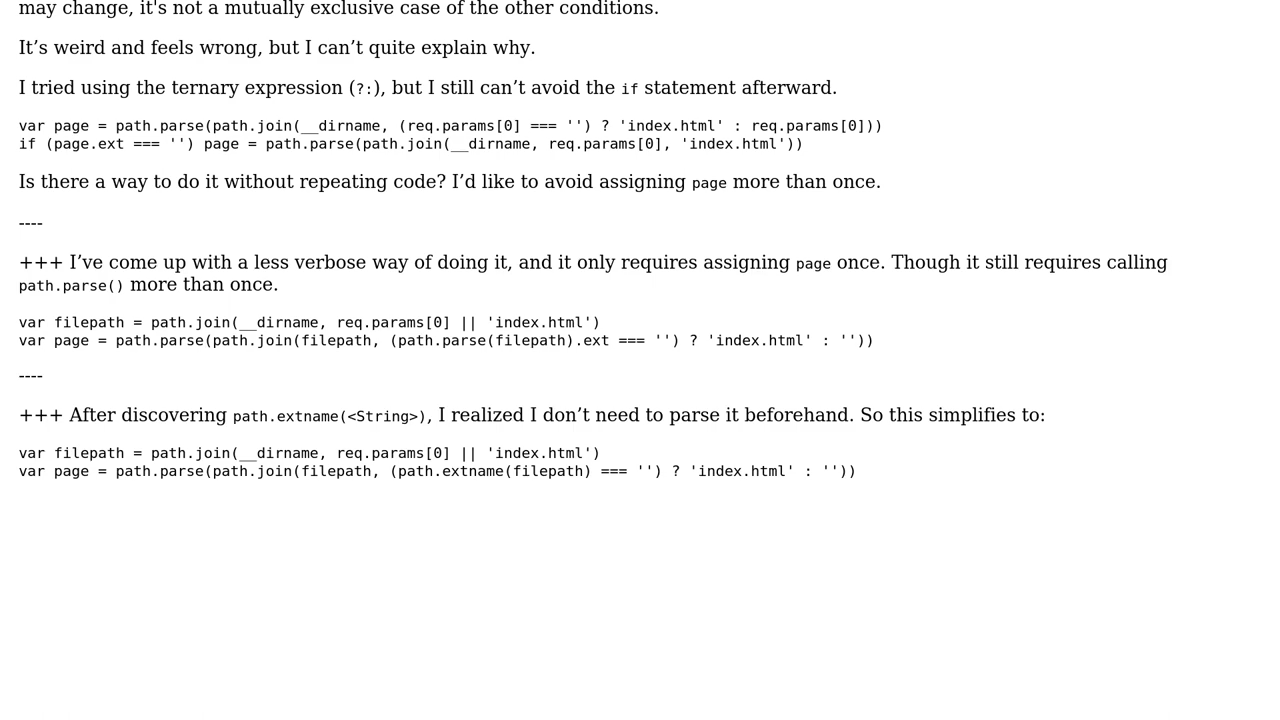 may change, it's not a mutually exclusive case of the other conditions.
It’s weird and feels wrong, but I can’t quite explain why.
I tried using the ternary expression (?:), but I still can’t avoid the if statement afterward.
var page = path.parse(path.join(__dirname, (req.params[0] === '') ? 'index.html' : req.params[0]))
if (page.ext === '') page = path.parse(path.join(__dirname, req.params[0], 'index.html'))
Is there a way to do it without repeating code? I’d like to avoid assigning page more than once.
----
+++ I’ve come up with a less verbose way of doing it, and it only requires assigning page once. Though it still requires calling
path.parse() more than once.
var filepath = path.join(__dirname, req.params[0] || 'index.html')
var page = path.parse(path.join(filepath, (path.parse(filepath).ext === '') ? 'index.html' : ''))
----
+++ After discovering path.extname(<String>), I realized I don’t need to parse it beforehand. So this simplifies to:
var filepath = path.join(__dirname, req.params[0] || 'index.html')
var page = path.parse(path.join(filepath, (path.extname(filepath) === '') ? 'index.html' : ''))